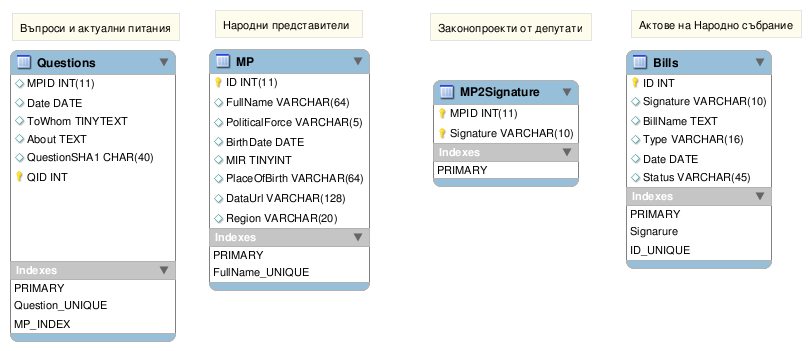 Въпроси и актуални питания
Questions
MPID INT(11)
Date DATE
ToWhom TINYTEXT
About TEXT
QuestionSHA1 CHAR(40)
QID INT
Indexes
PRIMARY
Question_UNIQUE
MP_INDEX
Народни представители
MP
ID INT(11)
FullName VARCHAR(64)
PoliticalForce VARCHAR(5)
BirthDate DATE
MIR TINYINT
PlaceOfBirth VARCHAR(64)
DataUrl VARCHAR(128)
Region VARCHAR(20)
Indexes
PRIMARY
FullName_UNIQUE
Законопроекти от депутати
MP2Signature
MPID INT(11)
Signature VARCHAR(10)
Indexes
PRIMARY
Актове на Народно събрание
Bills
ID INT
Signature VARCHAR(10)
BillName TEXT
Type VARCHAR(16)
Date DATE
Status VARCHAR(45)
Indexes
PRIMARY
Signarure
ID_UNIQUE